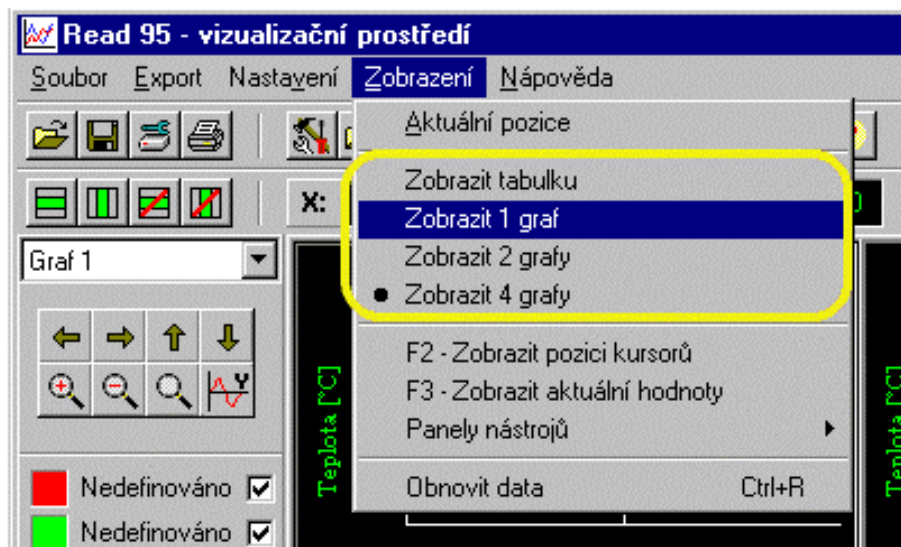 Read 95 - vizualizační prostředí
Soubor Export Nastavení Zobrazení Nápověda
Aktuální pozice
Zobrazit tabulku
X:
Zobrazit 1 graf
Graf 1
Zobrazit 2 grafy
Zobrazit 4 grafy
F2 - Zobrazit pozici kursorů
F3 - Zobrazit aktuální hodnoty
Panely nástrojů
Obnovit data Ctrl+R
Y
Teplota [°C]
Teplota [°C]
Nedefinováno
Nedefinováno